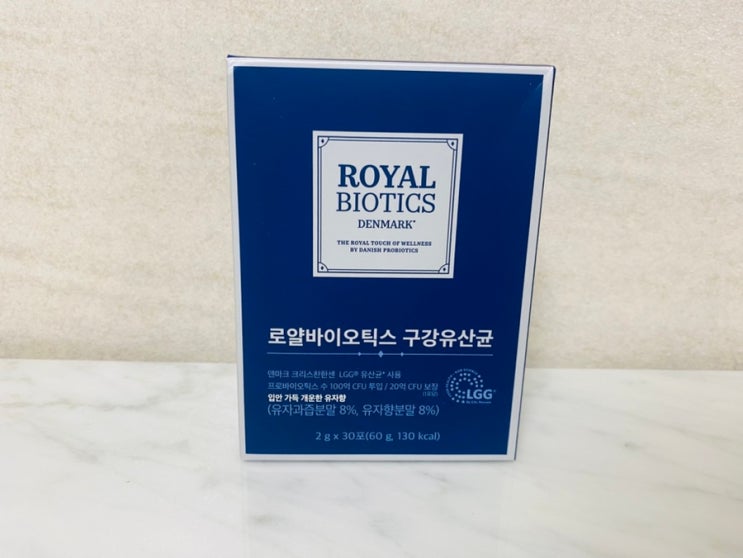 ROYAL
BIOTICS
DENMARK
THE ROYAL TOUCH OF WELLNESS
BY DANISH PROBIOTICS
로얄바이오틱스 구강유산균
덴마크 크리스찬한센 LGG® 유산균* 사용
프로바이오틱스 수 100억 CFU 투입 / 20억 CFU 보장
(1포당)
입안 가득 개운한 유자향
(유자과즙분말 8%, 유자향분말 8%)
LGG®
2 g x 30포(60 g, 130 kcal)